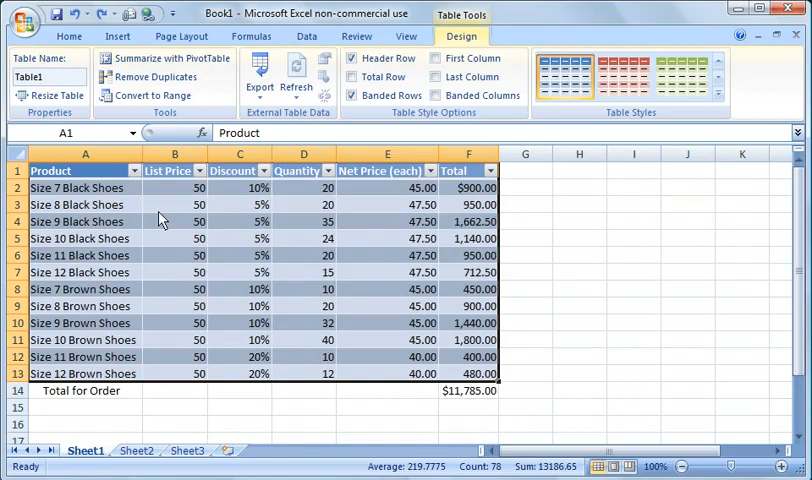 Book1 - Microsoft Excel non-commercial use
Table Tools
Home Insert Page Layout Formulas Data Review View Design
Table Name:
Table1
Resize Table
Properties
Summarize with PivotTable
Remove Duplicates
Convert to Range
Tools
Export Refresh
External Table Data
Header Row First Column
Total Row Last Column
Banded Rows Banded Columns
Table Style Options
Table Styles
A1 fx Product
A B C D E F G H I J K
1 Product List Price Discount Quantity Net Price (each) Total
2 Size 7 Black Shoes 50 10% 20 45.00 $900.00
3 Size 8 Black Shoes 50 5% 20 47.50 950.00
4 Size 9 Black Shoes 50 5% 35 47.50 1,662.50
5 Size 10 Black Shoes 50 5% 24 47.50 1,140.00
6 Size 11 Black Shoes 50 5% 20 47.50 950.00
7 Size 12 Black Shoes 50 5% 15 47.50 712.50
8 Size 7 Brown Shoes 50 10% 10 45.00 450.00
9 Size 8 Brown Shoes 50 10% 20 45.00 900.00
10 Size 9 Brown Shoes 50 10% 32 45.00 1,440.00
11 Size 10 Brown Shoes 50 10% 40 45.00 1,800.00
12 Size 11 Brown Shoes 50 20% 10 40.00 400.00
13 Size 12 Brown Shoes 50 20% 12 40.00 480.00
14 Total for Order $11,785.00
15
16
17
Sheet1 Sheet2 Sheet3
Ready Average: 219.7775 Count: 78 Sum: 13186.65 100%